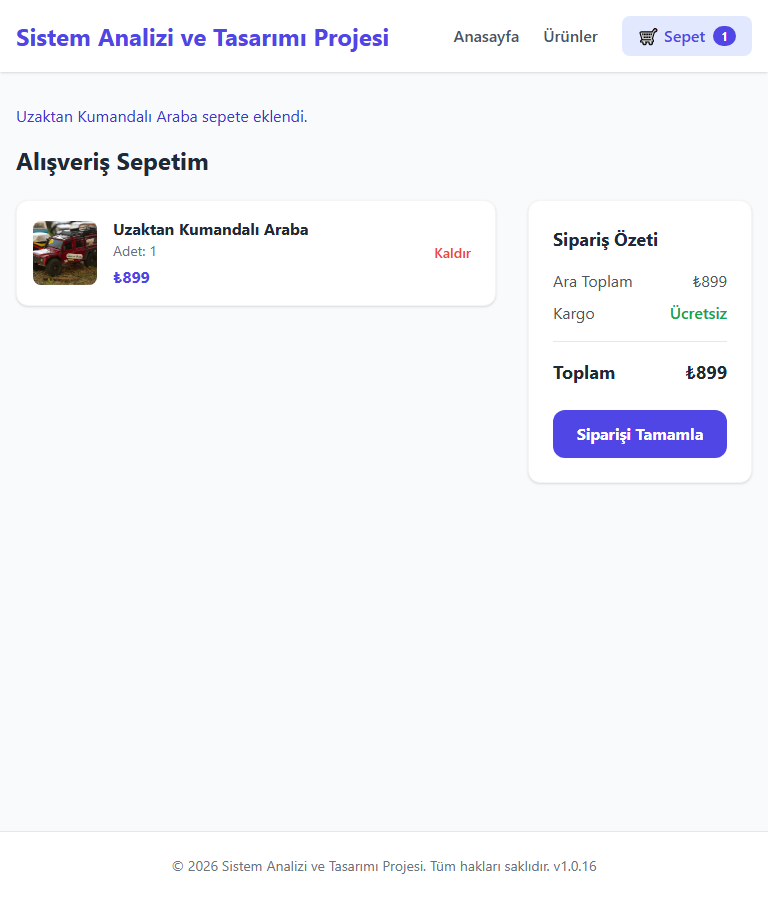 Sistem Analizi ve Tasarımı Projesi
Anasayfa
Ürünler
Sepet 1
Uzaktan Kumandalı Araba sepete eklendi.
Alışveriş Sepetim
Uzaktan Kumandalı Araba
Adet: 1
₺899
Kaldır
Sipariş Özeti
Ara Toplam ₺899
Kargo Ücretsiz
Toplam ₺899
Siparişi Tamamla
© 2026 Sistem Analizi ve Tasarımı Projesi. Tüm hakları saklıdır. v1.0.16